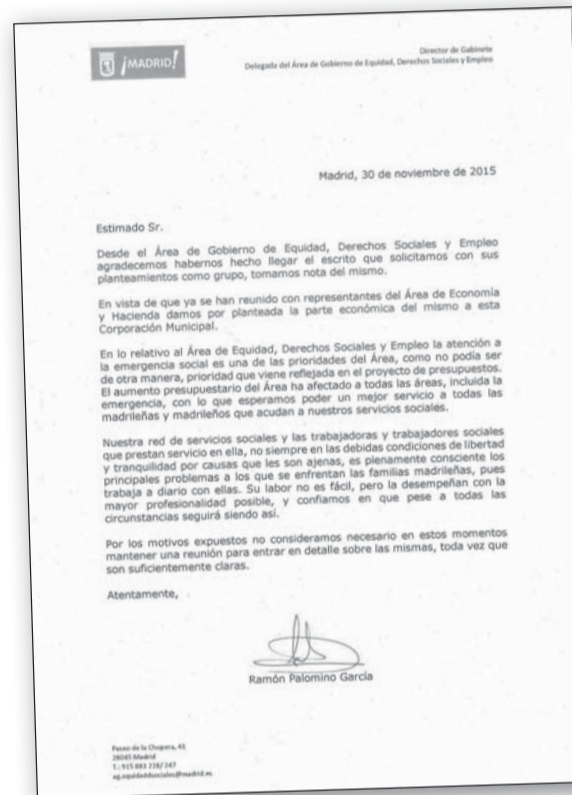 ¡MADRID!
Director de Gabinete
Delegada del Área de Gobierno de Equidad, Derechos Sociales y Empleo
Madrid, 30 de noviembre de 2015
Estimado Sr.
Desde el Área de Gobierno de Equidad, Derechos Sociales y Empleo
agradecemos habernos hecho llegar el escrito que solicitamos con sus
planteamientos como grupo, tomamos nota del mismo.
En vista de que ya se han reunido con representantes del Área de Economía
y Hacienda damos por planteada la parte económica del mismo a esta
Corporación Municipal.
En lo relativo al Área de Equidad, Derechos Sociales y Empleo la atención a
la emergencia social es una de las prioridades del Área, como no podía ser
de otra manera, prioridad que viene reflejada en el proyecto de presupuestos.
El aumento presupuestario del Área ha afectado a todas las áreas, incluida la
emergencia, con lo que esperamos poder un mejor servicio a todas las
madrileñas y madrileños que acudan a nuestros servicios sociales.
Nuestra red de servicios sociales y las trabajadoras y trabajadores sociales
que prestan servicio en ella, no siempre en las debidas condiciones de libertad
y tranquilidad por causas que les son ajenas, es plenamente consciente los
principales problemas a los que se enfrentan las familias madrileñas, pues
trabaja a diario con ellas. Su labor no es fácil, pero la desempeñan con la
mayor profesionalidad posible, y confiamos en que pese a todas las
circunstancias seguirá siendo así.
Por los motivos expuestos no consideramos necesario en estos momentos
mantener una reunión para entrar en detalle sobre las mismas, toda vez que
son suficientemente claras.
Atentamente,
Ramón Palomino García
Paseo de la Chopera, 41
28045 Madrid
T.: 915 883 228/ 247